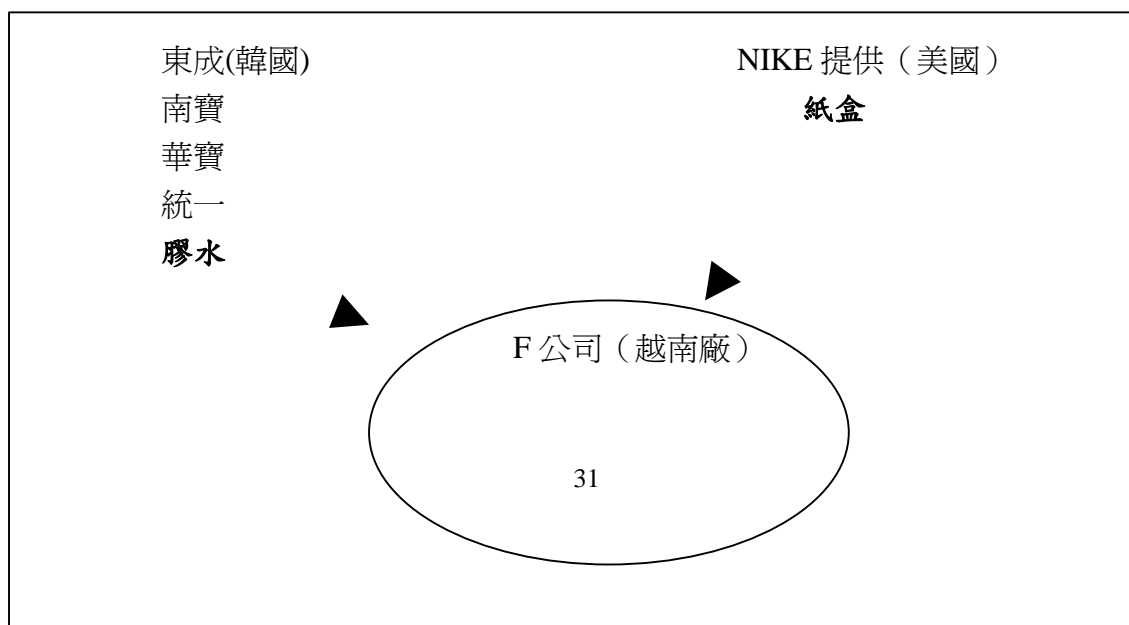 東成(韓國)
南寶
華寶
統一
膠水
NIKE 提供（美國）
紙盒
F 公司（越南廠）
31